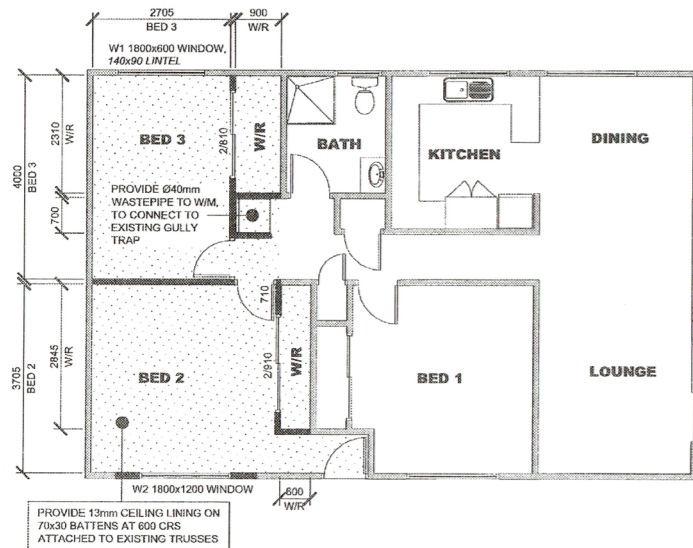 2705
BED 3
900
W/R
W1 1800x600 WINDOW,
140x90 LINTEL
4000
BED 3
2310
W/R
700
BED 3
2/810
W/R
BATH
KITCHEN
DINING
PROVIDE Ø40mm
WASTEPIPE TO W/M,
TO CONNECT TO
EXISTING GULLY
TRAP
3705
BED 2
2845
W/R
BED 2
710
2/910
W/R
BED 1
LOUNGE
W2 1800x1200 WINDOW
600
W/R
PROVIDE 13mm CEILING LINING ON
70x30 BATTENS AT 600 CRS
ATTACHED TO EXISTING TRUSSES